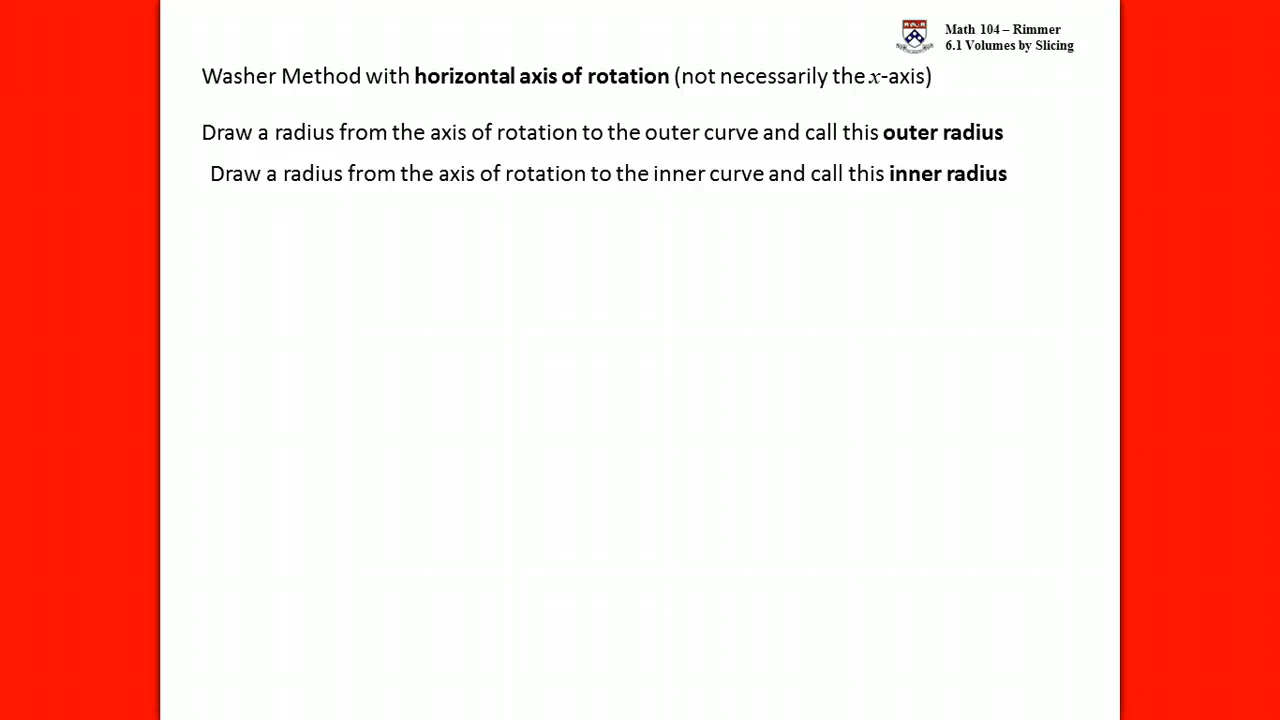 Math 104 – Rimmer
6.1 Volumes by Slicing
Washer Method with horizontal axis of rotation (not necessarily the x-axis)
Draw a radius from the axis of rotation to the outer curve and call this outer radius
Draw a radius from the axis of rotation to the inner curve and call this inner radius